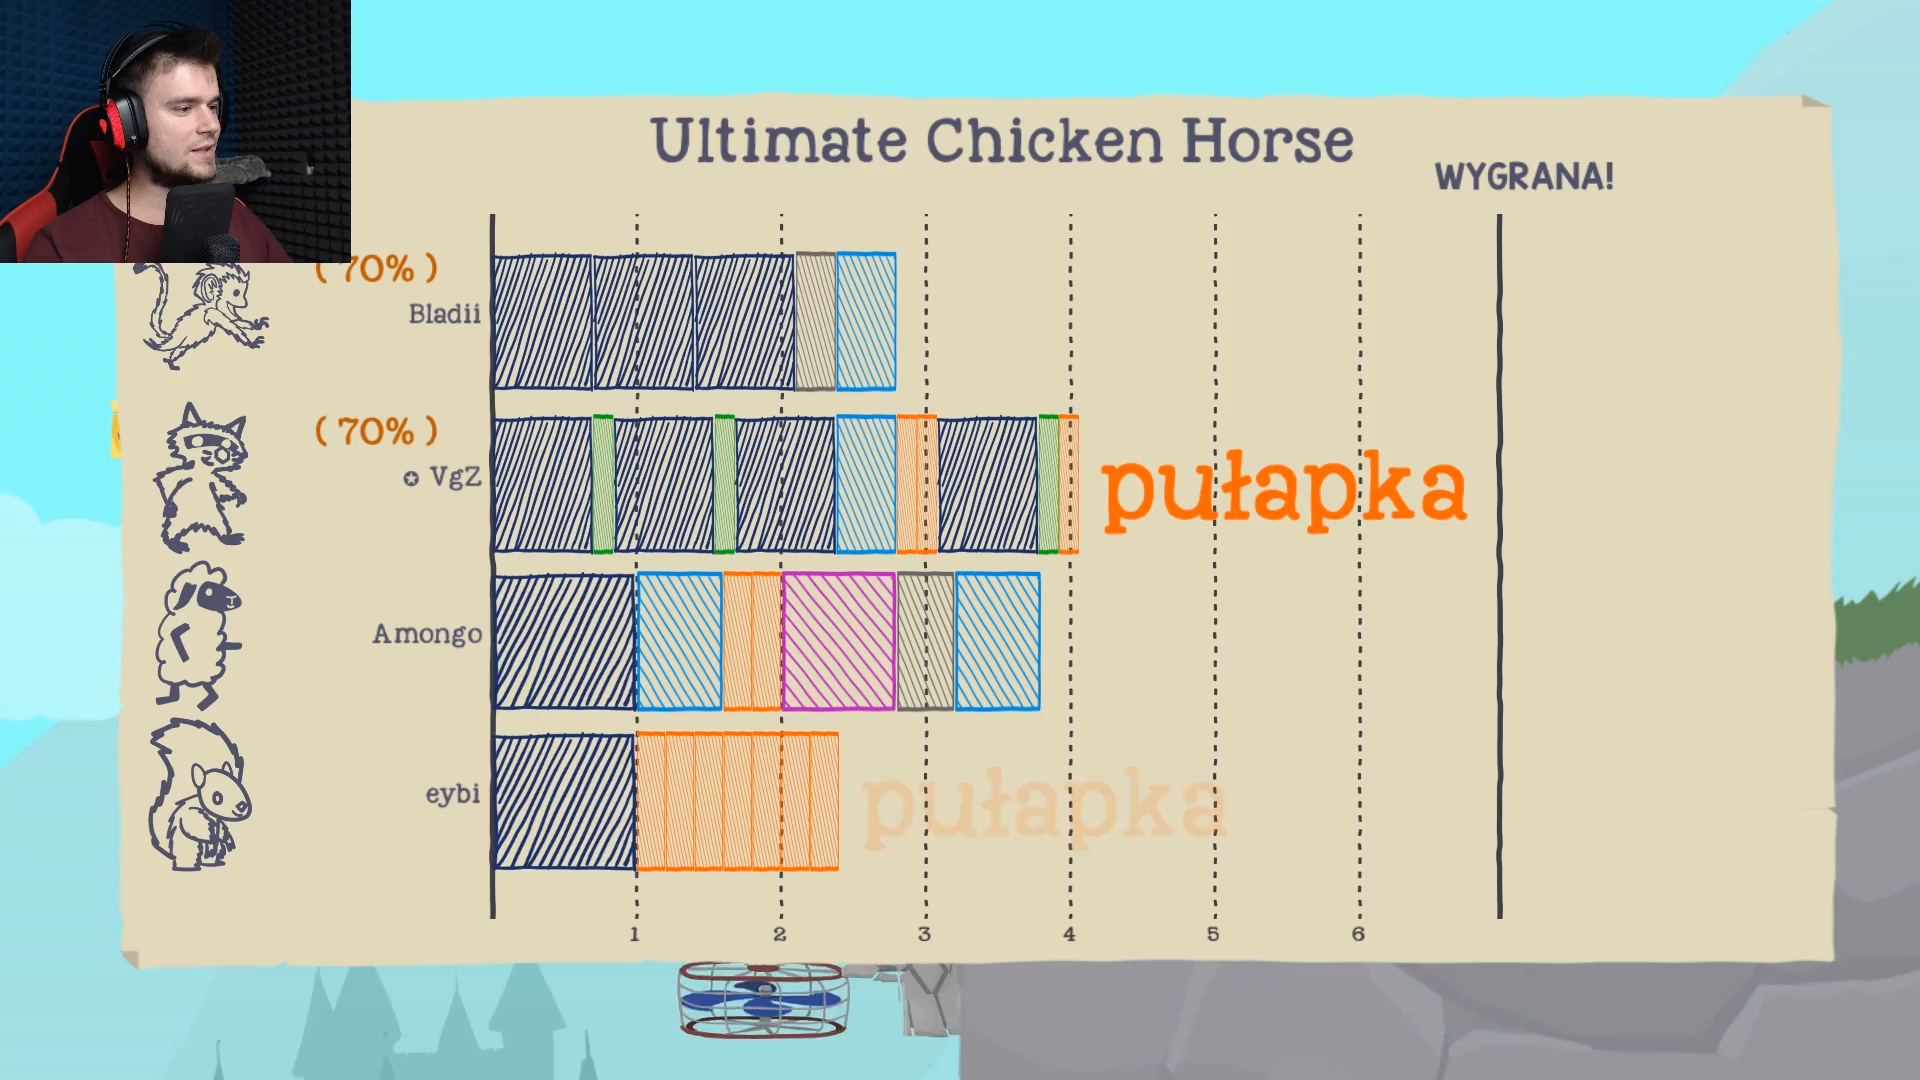 Ultimate Chicken Horse
WYGRANA!
( 70% )
Bladii
( 70% )
VgZ
pułapka
Amongo
eybi
pułapka
1 2 3 4 5 6